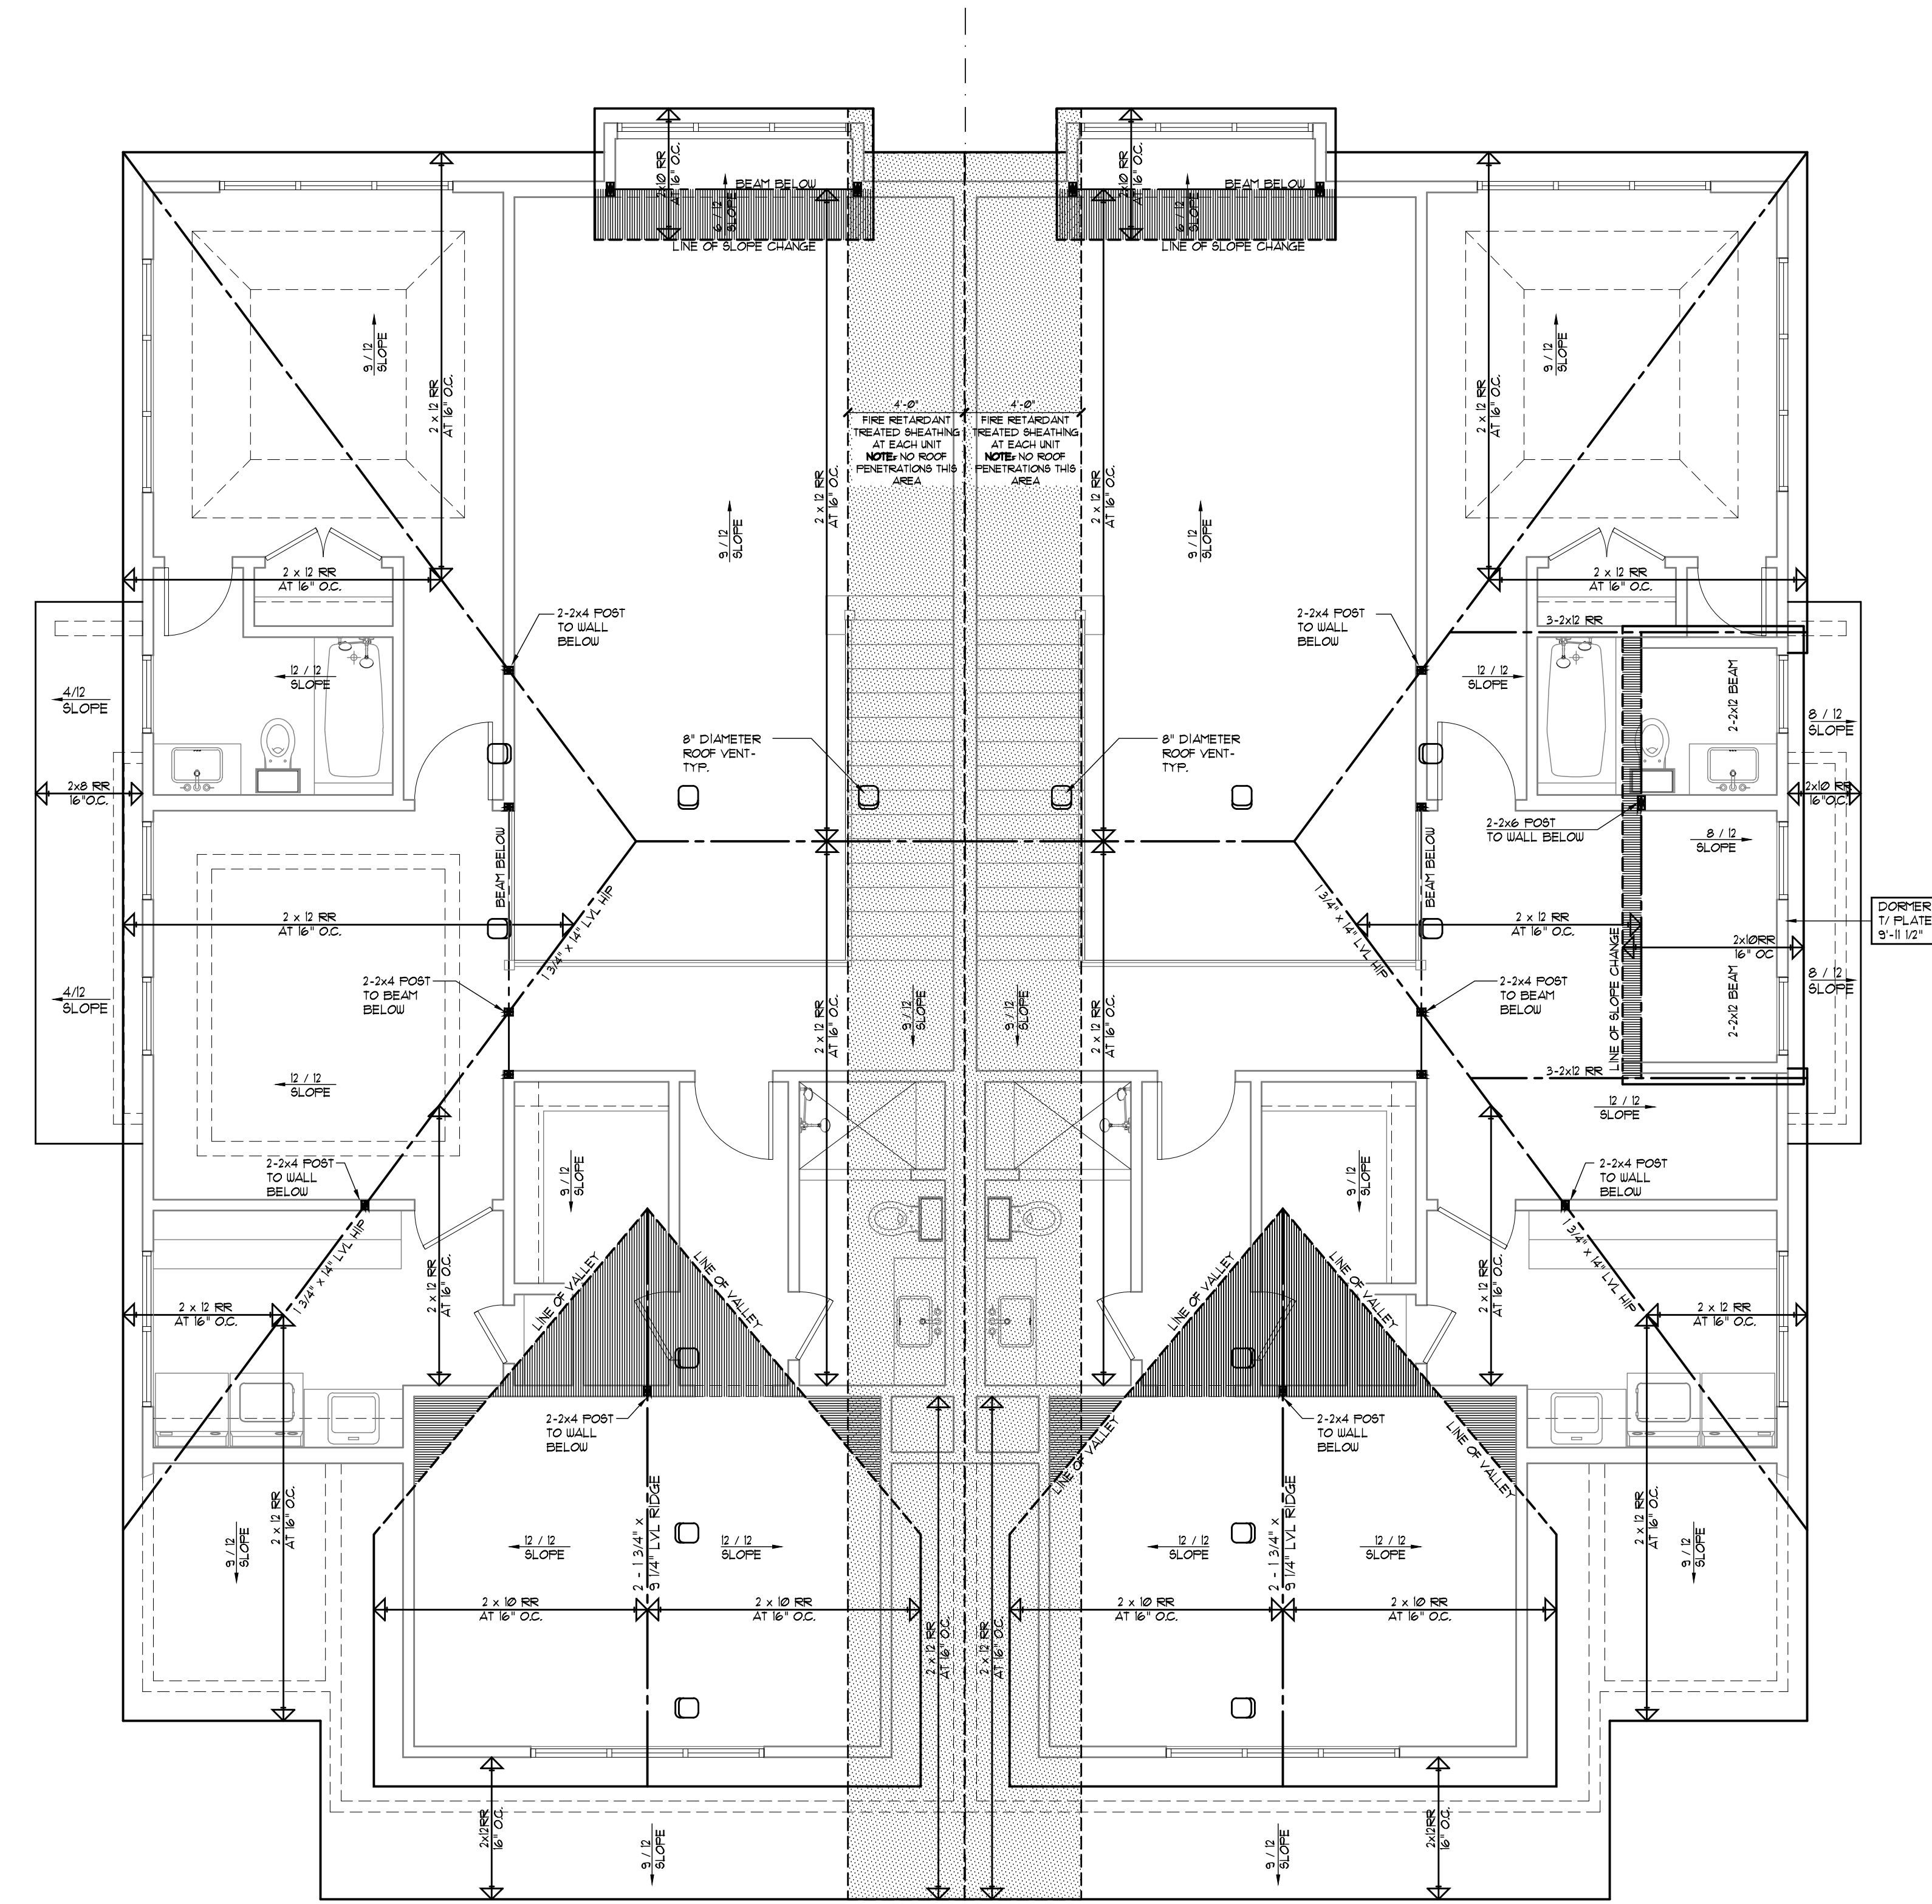 2x10 RR
AT 16" O.C.
6 / 12
SLOPE
BEAM BELOW
LINE OF SLOPE CHANGE
2x10 RR
AT 16" O.C.
6 / 12
SLOPE
BEAM BELOW
LINE OF SLOPE CHANGE
9 / 12
SLOPE
2 x 12 RR
AT 16" O.C.
4'-0"
FIRE RETARDANT
TREATED SHEATHING
AT EACH UNIT
NOTE: NO ROOF
PENETRATIONS THIS
AREA
4'-0"
FIRE RETARDANT
TREATED SHEATHING
AT EACH UNIT
NOTE: NO ROOF
PENETRATIONS THIS
AREA
2 x 12 RR
AT 16" O.C.
9 / 12
SLOPE
9 / 12
SLOPE
2 x 12 RR
AT 16" O.C.
2 x 12 RR
AT 16" O.C.
9 / 12
SLOPE
2 x 12 RR
AT 16" O.C.
2 x 12 RR
AT 16" O.C.
2-2x4 POST
TO WALL
BELOW
2-2x4 POST
TO WALL
BELOW
3-2x12 RR
12 / 12
SLOPE
12 / 12
SLOPE
4/12
SLOPE
2-2x12 BEAM
8 / 12
SLOPE
8" DIAMETER
ROOF VENT-
TYP.
8" DIAMETER
ROOF VENT-
TYP.
2x8 RR
16"O.C.
2x10 RR
16"O.C.
BEAM BELOW
BEAM BELOW
2-2x6 POST
TO WALL BELOW
8 / 12
SLOPE
2 x 12 RR
AT 16" O.C.
1 3/4" x 14" LVL HIP
1 3/4" x 14" LVL HIP
2 x 12 RR
AT 16" O.C.
LINE OF SLOPE CHANGE
2x10RR
16" OC
DORMER
T/ PLATE
9'-11 1/2"
2-2x4 POST
TO BEAM
BELOW
2-2x4 POST
TO BEAM
BELOW
4/12
SLOPE
2-2x12 BEAM
8 / 12
SLOPE
2 x 12 RR
AT 16" O.C.
9 / 12
SLOPE
9 / 12
SLOPE
2 x 12 RR
AT 16" O.C.
3-2x12 RR
12 / 12
SLOPE
12 / 12
SLOPE
2-2x4 POST
TO WALL
BELOW
9 / 12
SLOPE
9 / 12
SLOPE
2-2x4 POST
TO WALL
BELOW
1 3/4" x 14" LVL HIP
2 x 12 RR
AT 16" O.C.
LINE OF VALLEY
LINE OF VALLEY
LINE OF VALLEY
LINE OF VALLEY
2 x 12 RR
AT 16" O.C.
1 3/4" x 14" LVL HIP
2 x 12 RR
AT 16" O.C.
2 x 12 RR
AT 16" O.C.
2-2x4 POST
TO WALL
BELOW
2-2x4 POST
TO WALL
BELOW
LINE OF VALLEY
LINE OF VALLEY
9 / 12
SLOPE
2 x 12 RR
AT 16" O.C.
12 / 12
SLOPE
2 - 1 3/4" x
9 1/4" LVL RIDGE
12 / 12
SLOPE
12 / 12
SLOPE
2 - 1 3/4" x
9 1/4" LVL RIDGE
12 / 12
SLOPE
2 x 12 RR
AT 16" O.C.
9 / 12
SLOPE
2 x 10 RR
AT 16" O.C.
2 x 10 RR
AT 16" O.C.
2 x 12 RR
AT 16" O.C.
2 x 12 RR
AT 16" O.C.
2 x 10 RR
AT 16" O.C.
2 x 10 RR
AT 16" O.C.
2x12RR
16" O.C.
9 / 12
SLOPE
9 / 12
SLOPE
2x12RR
16" O.C.